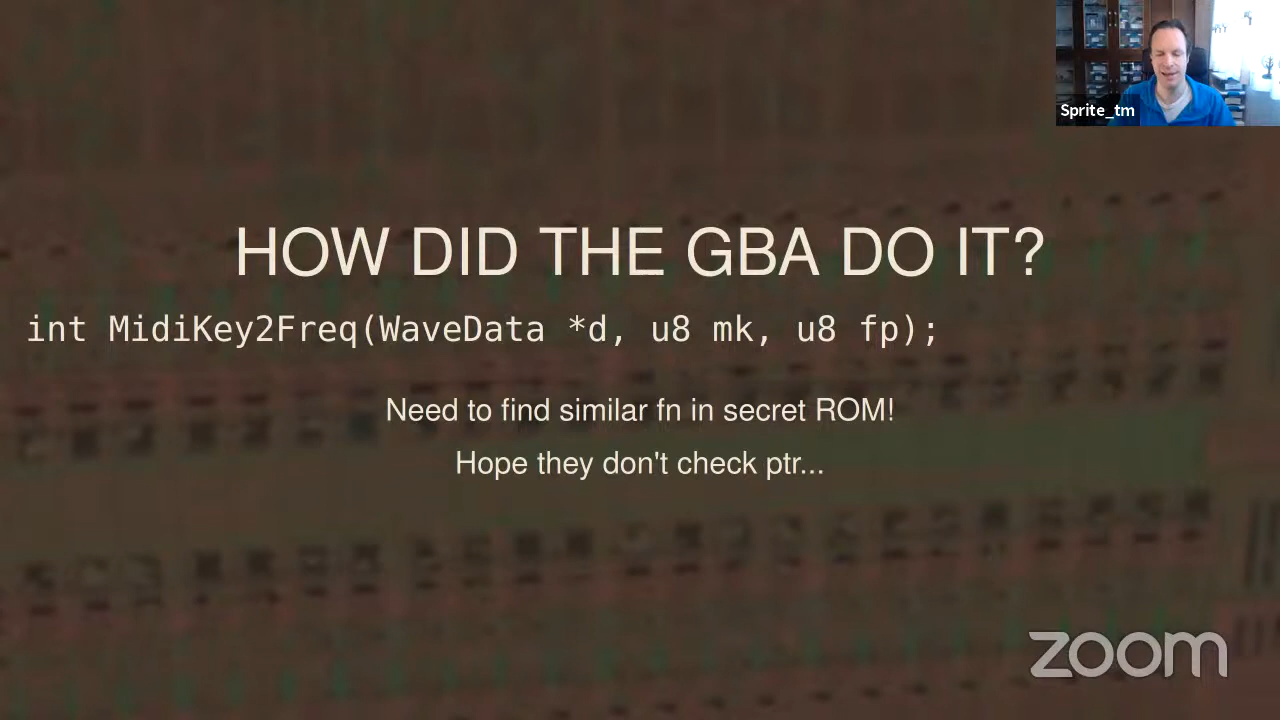 Sprite_tm
HOW DID THE GBA DO IT?
int MidiKey2Freq(WaveData *d, u8 mk, u8 fp);
Need to find similar fn in secret ROM!
Hope they don't check ptr...
zoom